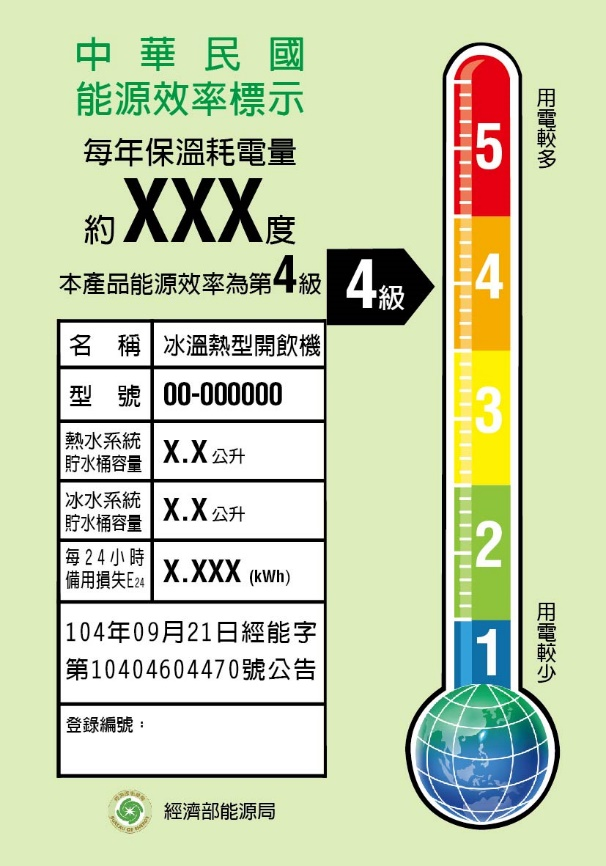 中華民國
能源效率標示
每年保溫耗電量
約XXX度
本產品能源效率為第4級
4級
名稱 冰溫熱型開飲機
型號 00-000000
熱水系統
貯水桶容量 X.X公升
冰水系統
貯水桶容量 X.X公升
每24小時
備用損失E24 X.XXX (kWh)
104年09月21日經能字
第10404604470號公告
登錄編號：
經濟部能源局
用電較多
5
4
3
2
1
用電較少